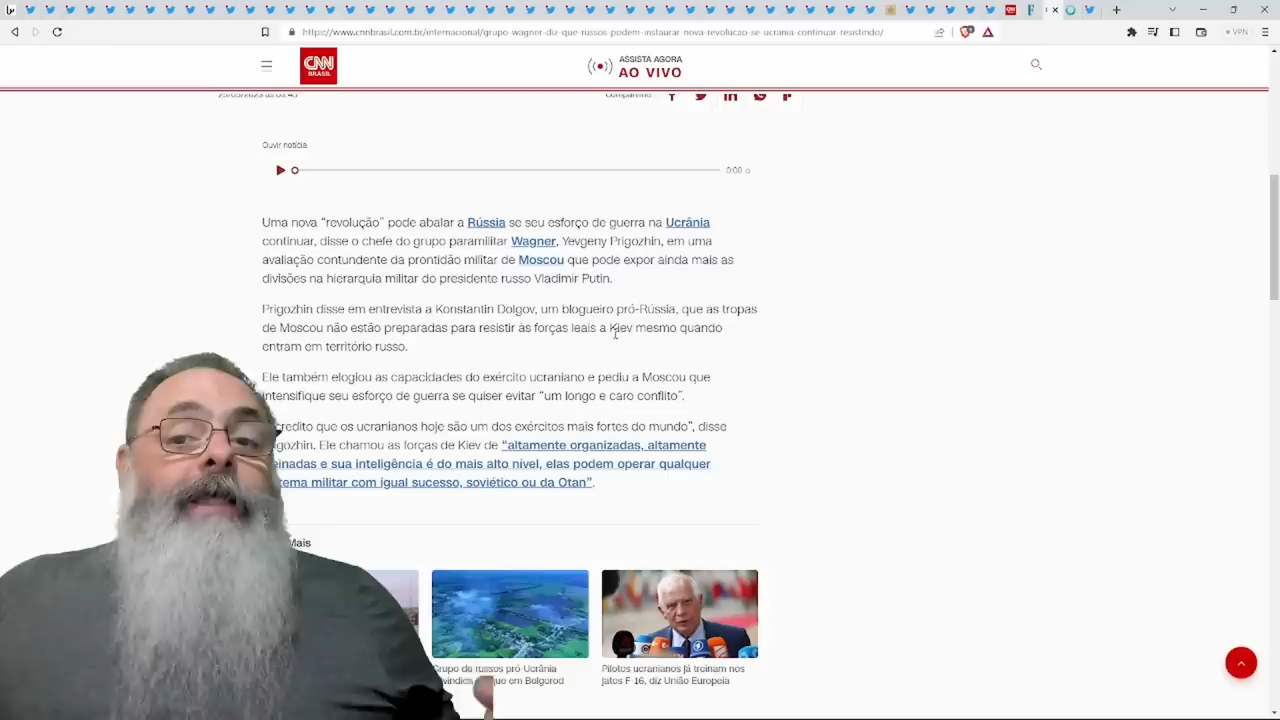 https://www.cnnbrasil.com.br/internacional/grupo-wagner-diz-que-russos-podem-instaurar-nova-revolucao-se-ucrania-continuar-resistindo/
VPN
CNN
BRASIL
ASSISTA AGORA
AO VIVO
Ouvir notícia
0:00
Uma nova “revolução” pode abalar a Rússia se seu esforço de guerra na Ucrânia
continuar, disse o chefe do grupo paramilitar Wagner, Yevgeny Prigozhin, em uma
avaliação contundente da prontidão militar de Moscou que pode expor ainda mais as
divisões na hierarquia militar do presidente russo Vladimir Putin.
Prigozhin disse em entrevista a Konstantin Dolgov, um blogueiro pró-Rússia, que as tropas
de Moscou não estão preparadas para resistir às forças leais a Kiev mesmo quando
entram em território russo.
Ele também elogiou as capacidades do exército ucraniano e pediu a Moscou que
intensifique seu esforço de guerra se quiser evitar “um longo e caro conflito”.
redito que os ucranianos hoje são um dos exércitos mais fortes do mundo”, disse
igozhin. Ele chamou as forças de Kiev de “altamente organizadas, altamente
einadas e sua inteligência é do mais alto nível, elas podem operar qualquer
tema militar com igual sucesso, soviético ou da Otan”.
Mais
Grupo de russos pró-Ucrânia
que em Belgorod
Pilotos ucranianos já treinam nos
jatos F-16, diz União Europeia